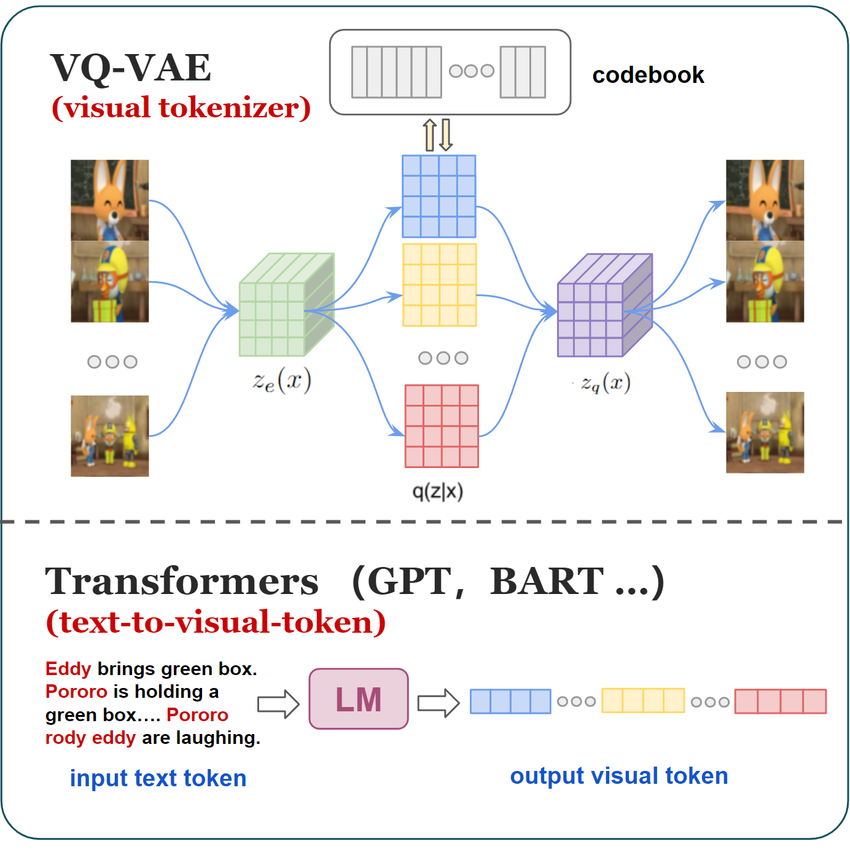 VQ-VAE
(visual tokenizer)
codebook
z_e(x)
z_q(x)
q(z|x)
Transformers （GPT，BART ...）
(text-to-visual-token)
Eddy brings green box.
Pororo is holding a
green box.... Pororo
rody eddy are laughing.
LM
input text token
output visual token